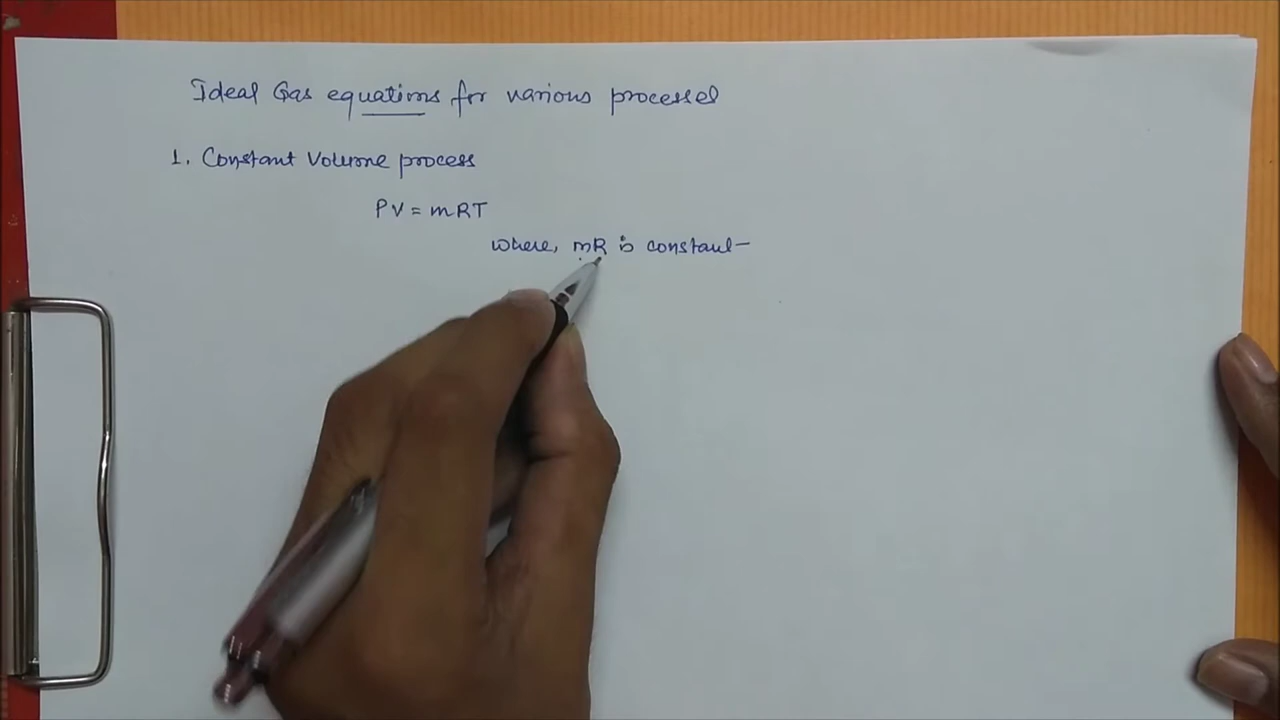 Ideal Gas equations for various processes
1. Constant Volume process
PV = mRT
where, mR is constant